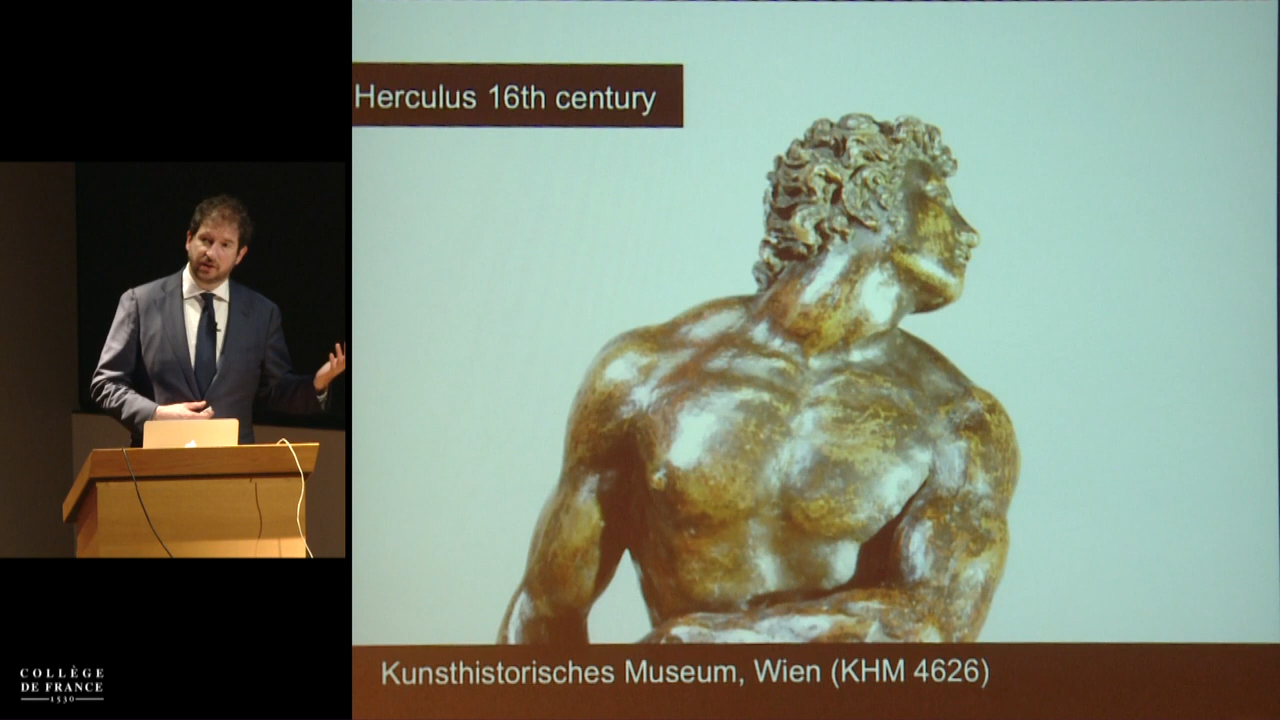 Herculus 16th century
Kunsthistorisches Museum, Wien (KHM 4626)
COLLÈGE
DE FRANCE
1530